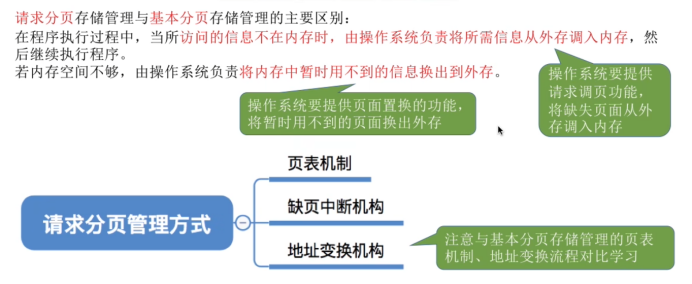 请求分页存储管理与基本分页存储管理的主要区别：
在程序执行过程中，当所访问的信息不在内存时，由操作系统负责将所需信息从外存调入内存，然
后继续执行程序。
若内存空间不够，由操作系统负责将内存中暂时用不到的信息换出到外存。
操作系统要提供页面置换的功能，
将暂时用不到的页面换出外存
操作系统要提供
请求调页功能，
将缺失页面从外
存调入内存
请求分页管理方式
页表机制
缺页中断机构
地址变换机构
注意与基本分页存储管理的页表
机制、地址变换流程对比学习